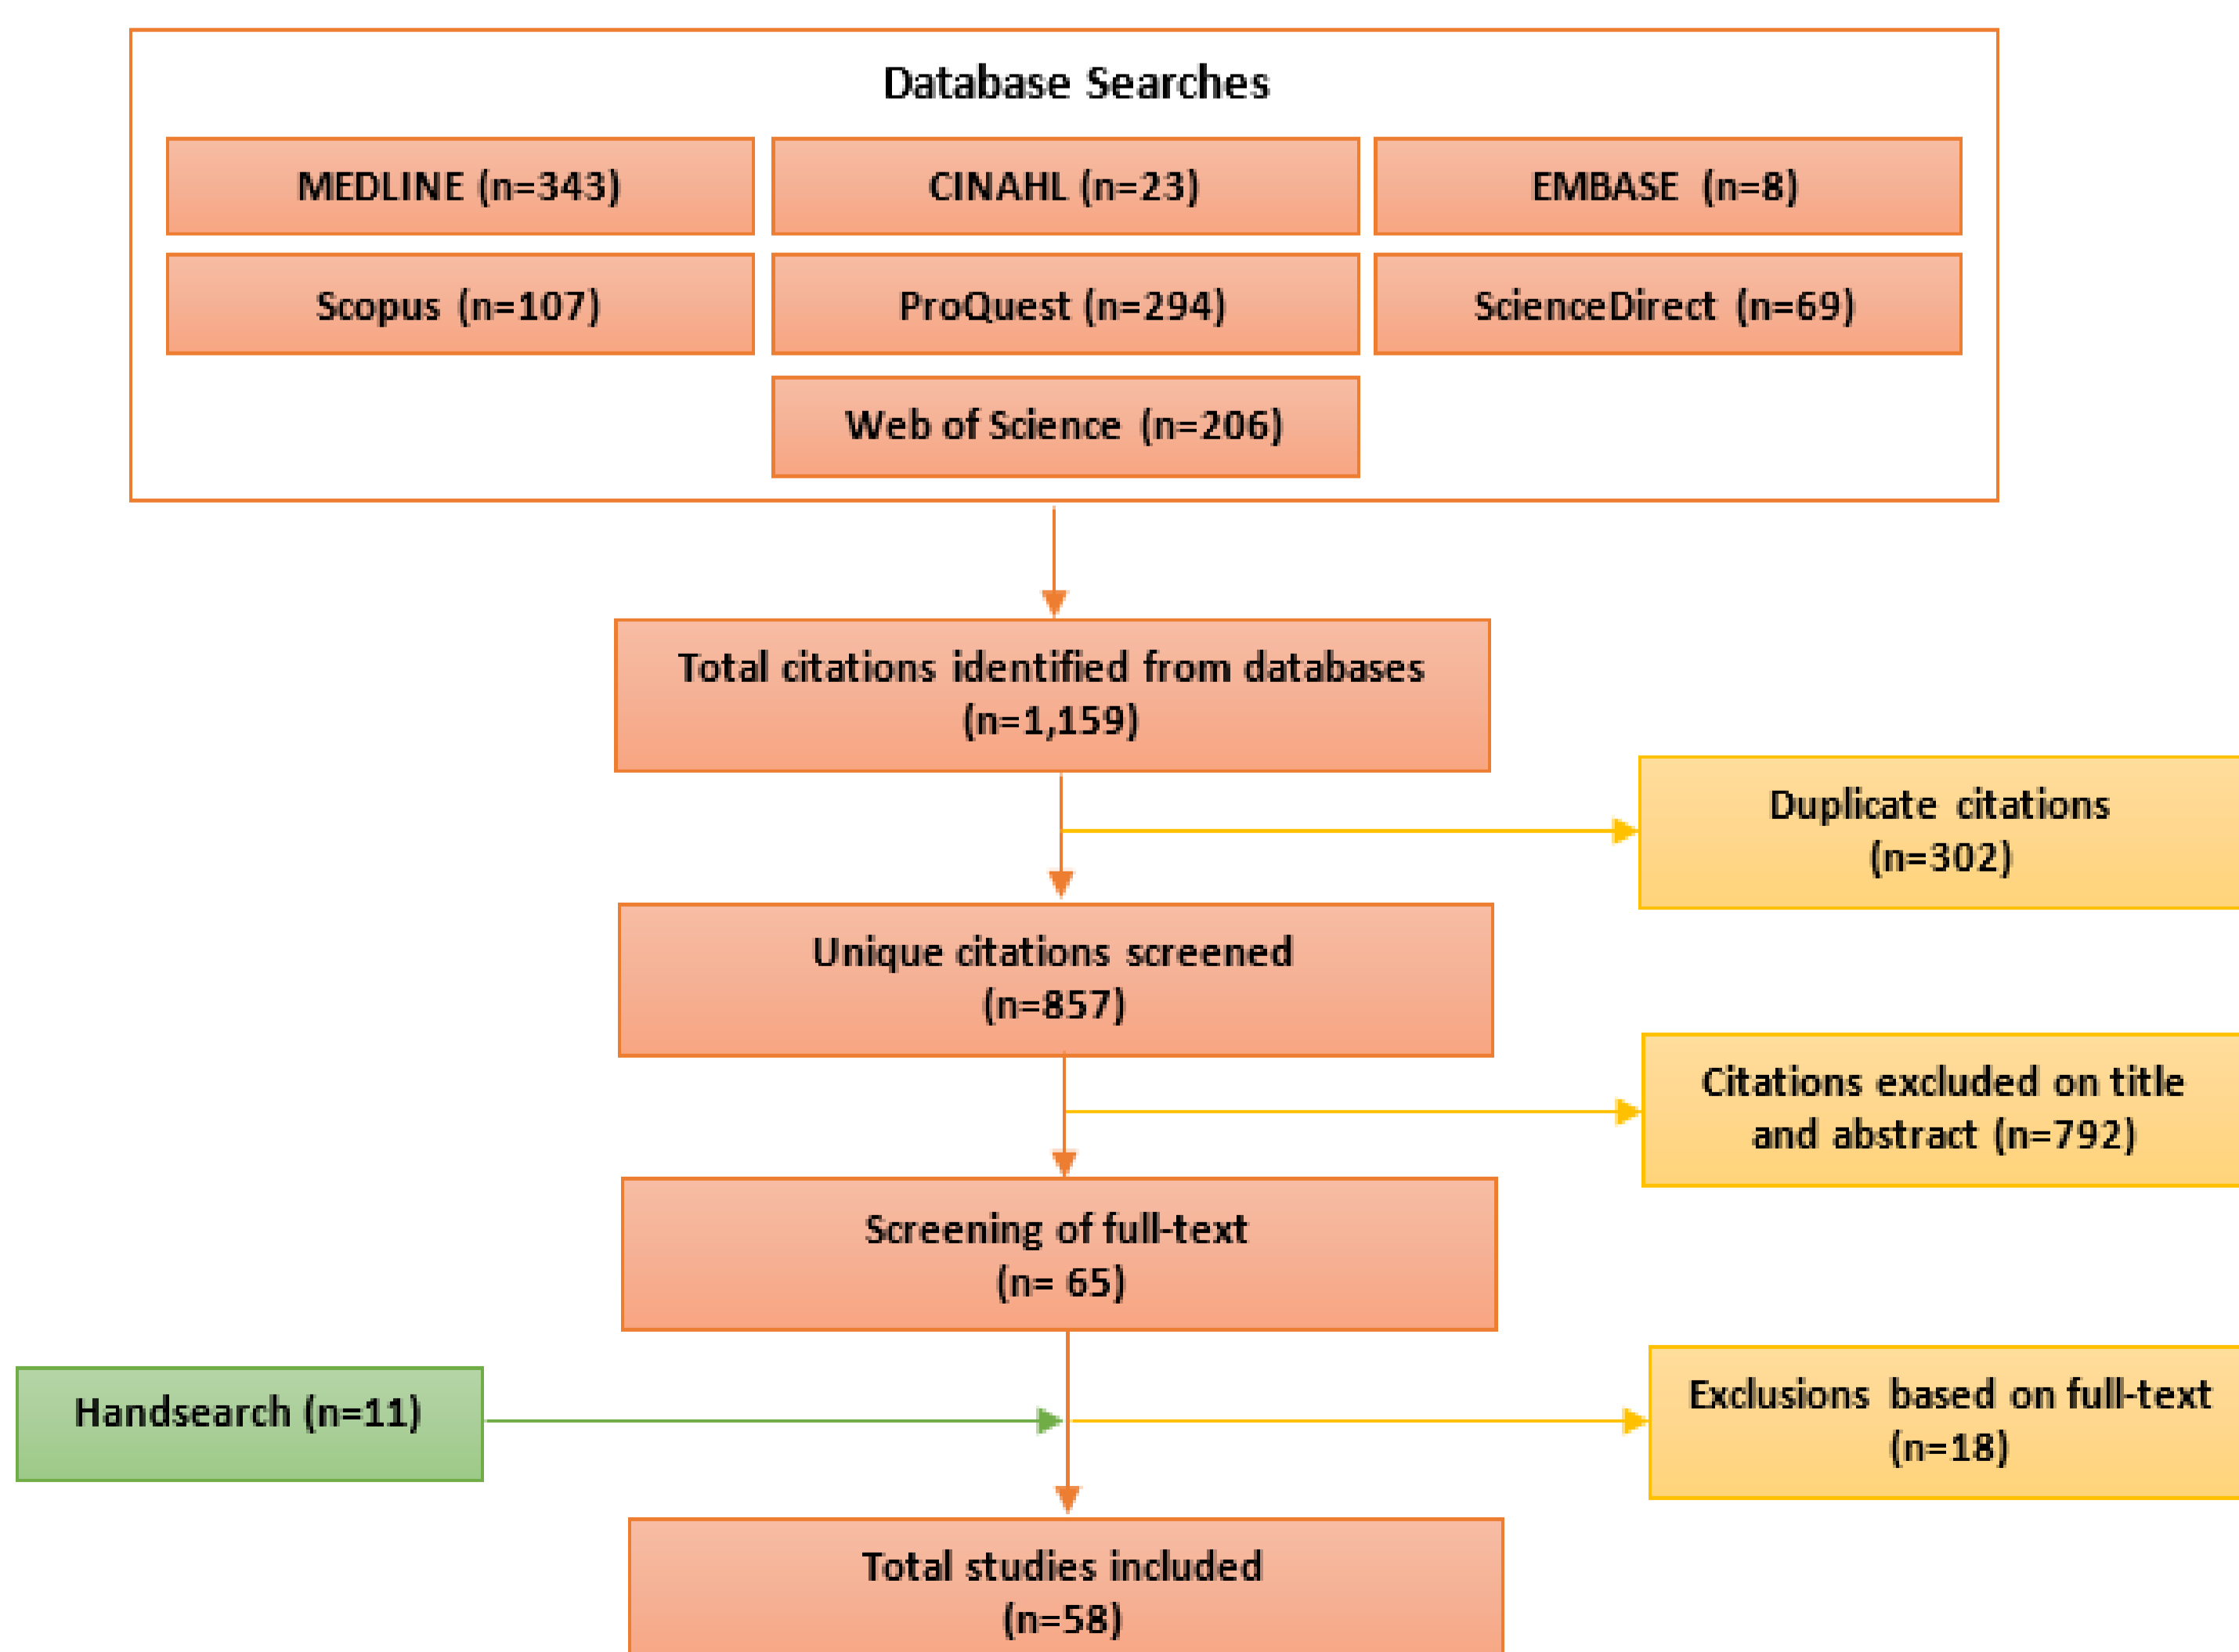 Database Searches
MEDLINE (n=343)
CINAHL (n=23)
EMBASE (n=8)
Scopus (n=107)
ProQuest (n=294)
ScienceDirect (n=69)
Web of Science (n=206)
Total citations identified from databases
(n=1,159)
Duplicate citations
(n=302)
Unique citations screened
(n=857)
Citations excluded on title
and abstract (n=792)
Screening of full-text
(n= 65)
Handsearch (n=11)
Exclusions based on full-text
(n=18)
Total studies included
(n=58)